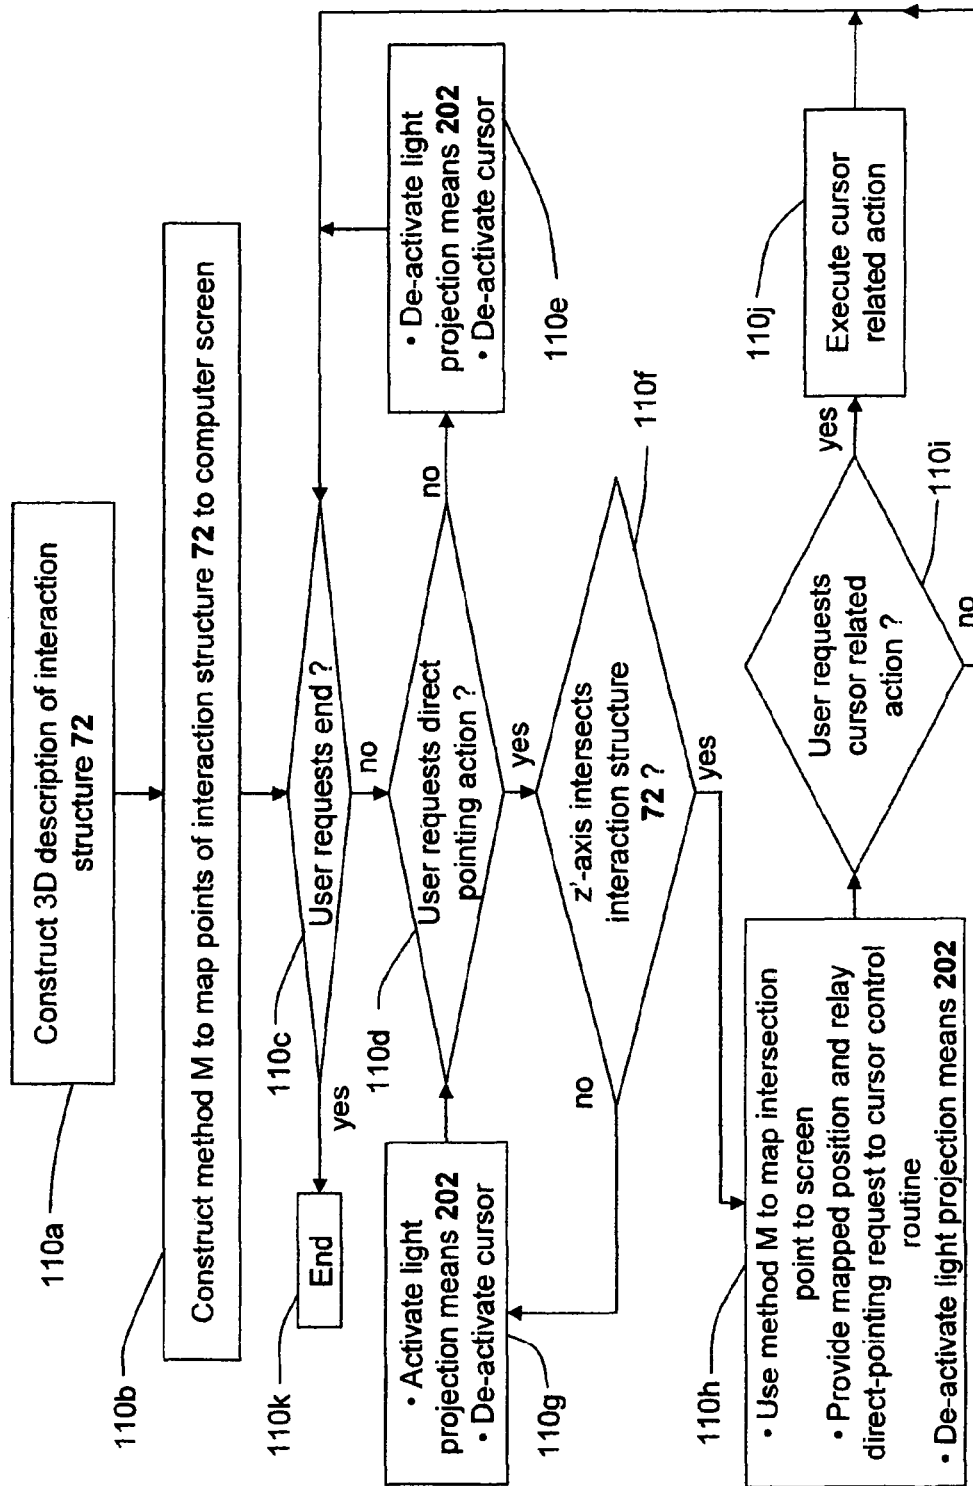 110a
Construct 3D description of interaction
structure 72
110b
Construct method M to map points of interaction structure 72 to computer screen
110k
End
yes
110c
User requests end ?
no
110d
User requests direct
pointing action ?
no
yes
• De-activate light
projection means 202
• De-activate cursor
110e
• Activate light
projection means 202
• De-activate cursor
110g
no
z'-axis intersects
interaction structure
72 ?
yes
110f
110h
• Use method M to map intersection
point to screen
• Provide mapped position and relay
direct-pointing request to cursor control
routine
• De-activate light projection means 202
User requests
cursor related
action ?
110i
yes
no
110j
Execute cursor
related action